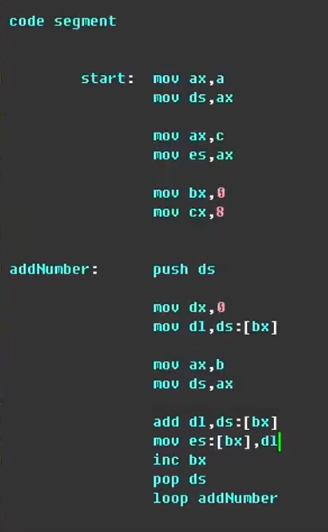 code segment
start: mov ax,a
mov ds,ax
mov ax,c
mov es,ax
mov bx,0
mov cx,8
addNumber: push ds
mov dx,0
mov dl,ds:[bx]
mov ax,b
mov ds,ax
add dl,ds:[bx]
mov es:[bx],dl
inc bx
pop ds
loop addNumber